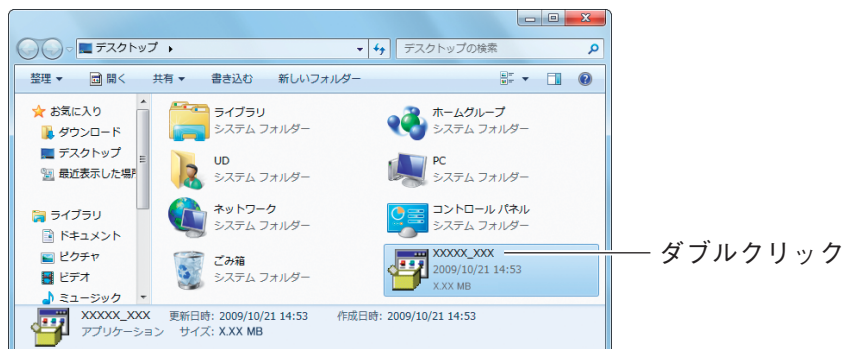 デスクトップ
デスクトップの検索
整理 開く 共有 書き込む 新しいフォルダー
お気に入り
ダウンロード
デスクトップ
最近表示した場所
ライブラリ
ドキュメント
ピクチャ
ビデオ
ミュージック
ライブラリ
システム フォルダー
ホームグループ
システム フォルダー
UD
システム フォルダー
PC
システム フォルダー
ネットワーク
システム フォルダー
コントロール パネル
システム フォルダー
ごみ箱
システム フォルダー
XXXXX_XXX
2009/10/21 14:53
X.XX MB
ダブルクリック
XXXXX_XXX 更新日時: 2009/10/21 14:53 作成日時: 2009/10/21 14:53
アプリケーション サイズ: X.XX MB